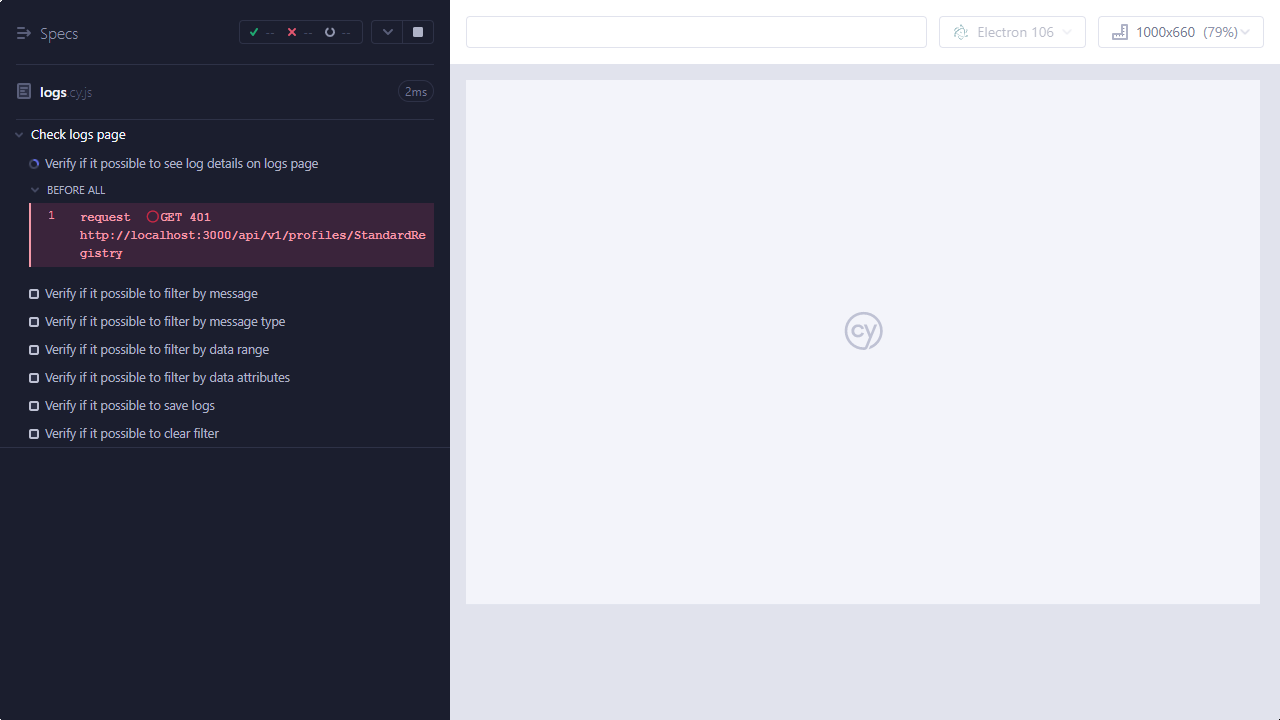 Specs
-- -- --
Electron 106
1000x660 (79%)
logs cy.js
2ms
Check logs page
Verify if it possible to see log details on logs page
BEFORE ALL
1 request GET 401
http://localhost:3000/api/v1/profiles/StandardRe
gistry
Verify if it possible to filter by message
Verify if it possible to filter by message type
Verify if it possible to filter by data range
Verify if it possible to filter by data attributes
Verify if it possible to save logs
Verify if it possible to clear filter
cy